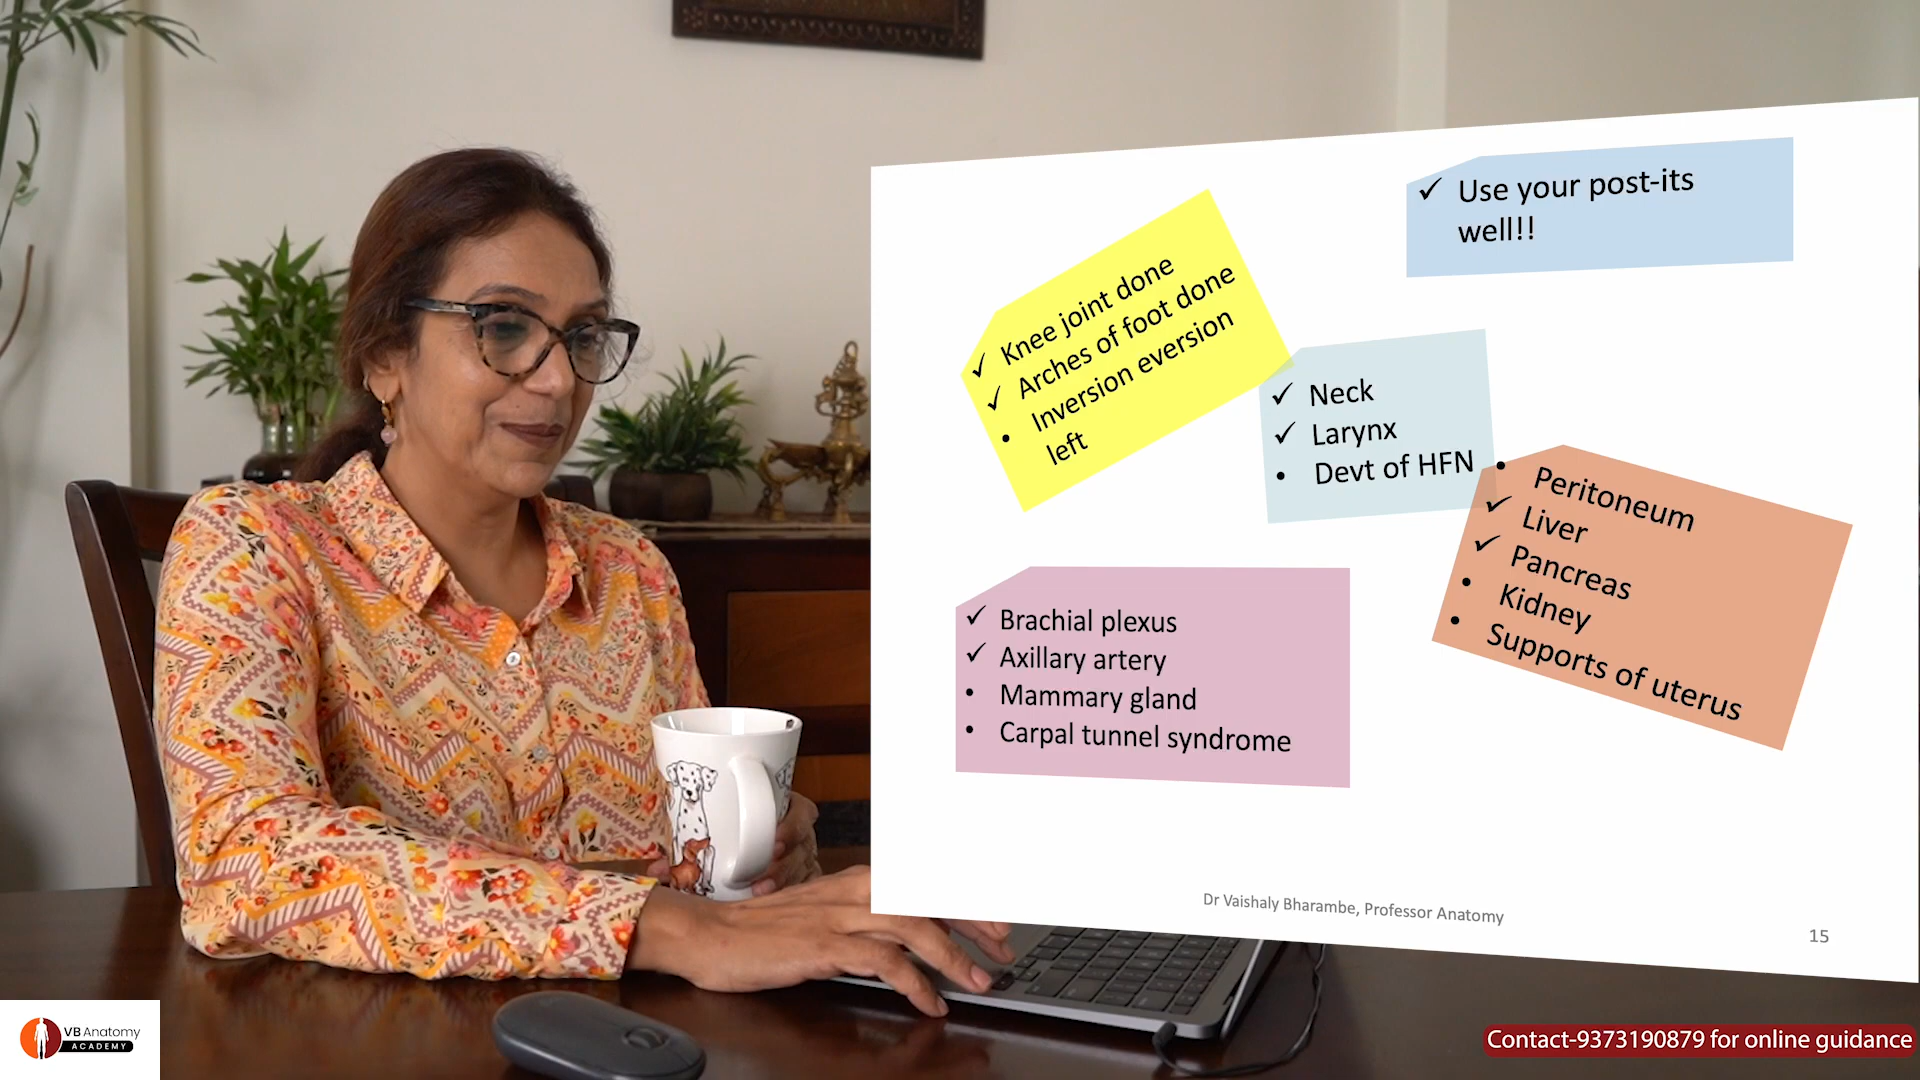 ✓ Use your post-its
well!!
✓ Knee joint done
✓ Arches of foot done
• Inversion eversion
left
✓ Neck
✓ Larynx
• Devt of HFN
• Peritoneum
✓ Liver
✓ Pancreas
• Kidney
• Supports of uterus
✓ Brachial plexus
✓ Axillary artery
• Mammary gland
• Carpal tunnel syndrome
Dr Vaishaly Bharambe, Professor Anatomy
15
VB Anatomy
ACADEMY
Contact-9373190879 for online guidance